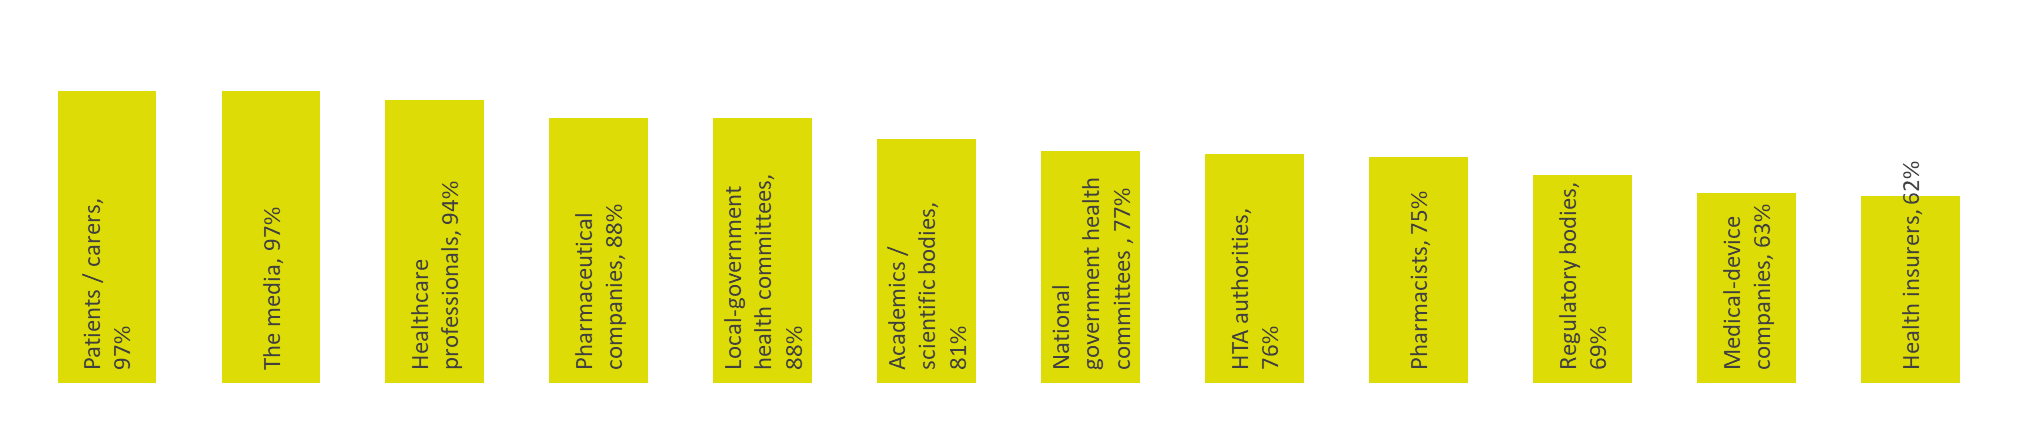 Patients / carers,
97%
The media, 97%
Healthcare
professionals, 94%
Pharmaceutical
companies, 88%
Local-government
health committees,
88%
Academics /
scientific bodies,
81%
National
government health
committees , 77%
HTA authorities,
76%
Pharmacists, 75%
Regulatory bodies,
69%
Medical-device
companies, 63%
Health insurers, 62%